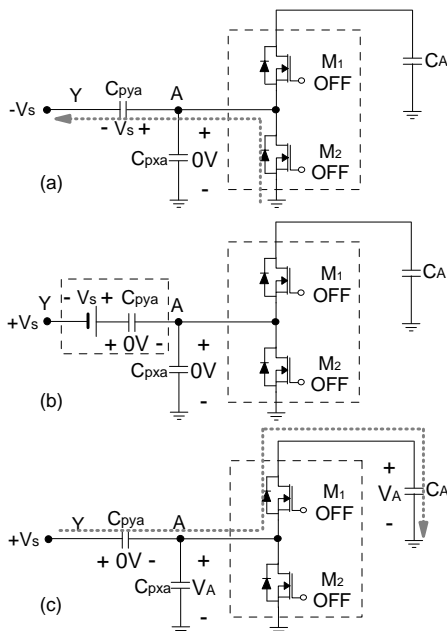 M1
OFF
CA
Cpya
Y
A
-Vs
- Vs +
+
Cpxa
0V
-
M2
OFF
(a)
M1
OFF
CA
- Vs +
Cpya
Y
A
+Vs
+ 0V -
+
Cpxa
0V
-
M2
OFF
(b)
M1
OFF
+
VA
CA
-
Cpya
Y
A
+Vs
+ 0V -
+
Cpxa
VA
-
M2
OFF
(c)